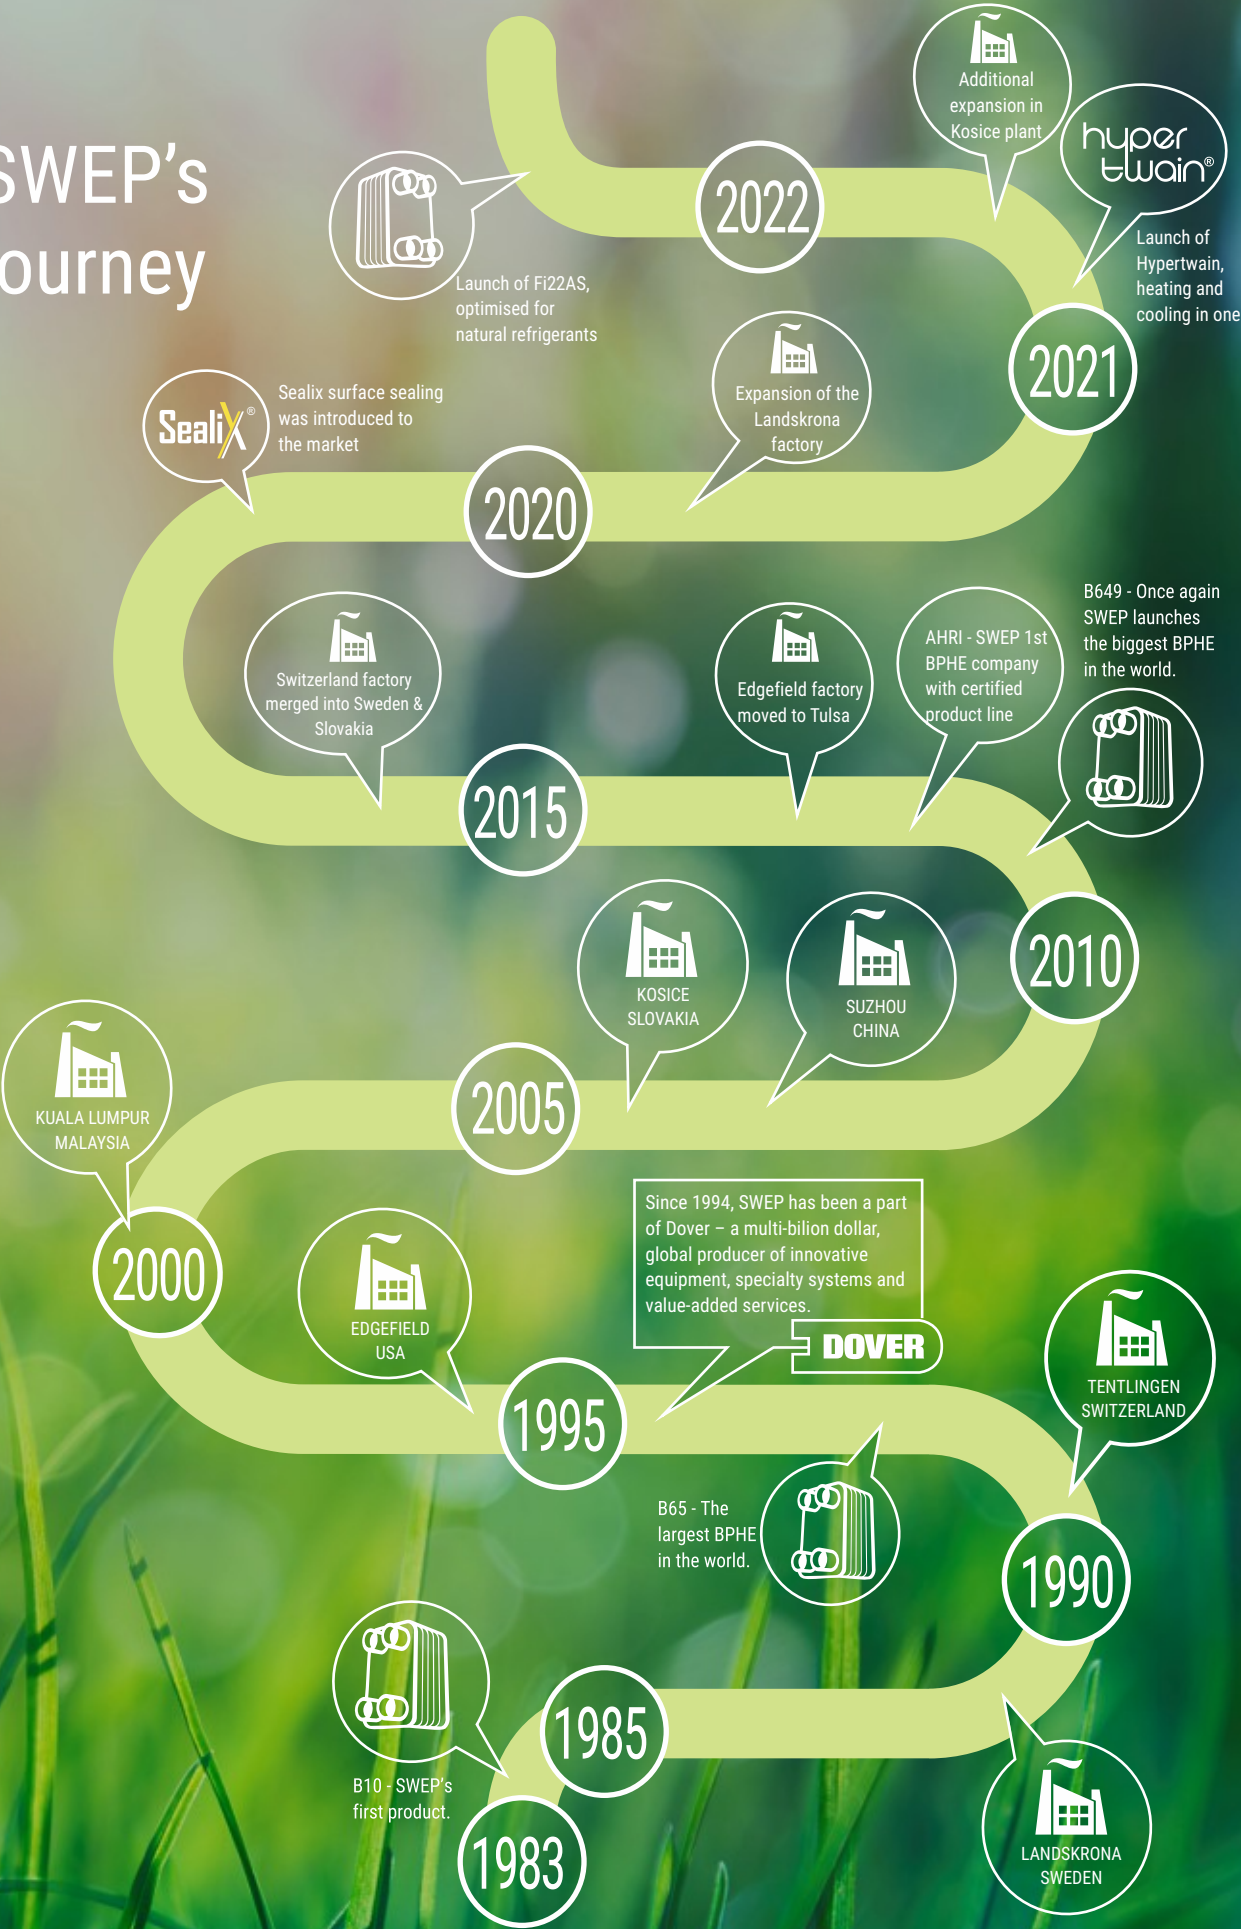 SWEP's
ourney
Additional
expansion in
Kosice plant
hyper
twain®
Launch of
Hypertwain,
heating and
cooling in one
2022
Launch of Fi22AS,
optimised for
natural refrigerants
2021
Expansion of the
Landskrona
factory
SealiX®
Sealix surface sealing
was introduced to
the market
2020
Switzerland factory
merged into Sweden &
Slovakia
Edgefield factory
moved to Tulsa
AHRI - SWEP 1st
BPHE company
with certified
product line
B649 - Once again
SWEP launches
the biggest BPHE
in the world.
2015
2010
KOSICE
SLOVAKIA
SUZHOU
CHINA
KUALA LUMPUR
MALAYSIA
2005
2000
EDGEFIELD
USA
Since 1994, SWEP has been a part
of Dover – a multi-bilion dollar,
global producer of innovative
equipment, specialty systems and
value-added services.
DOVER
TENTLINGEN
SWITZERLAND
1995
B65 - The
largest BPHE
in the world.
1990
1985
B10 - SWEP's
first product.
1983
LANDSKRONA
SWEDEN